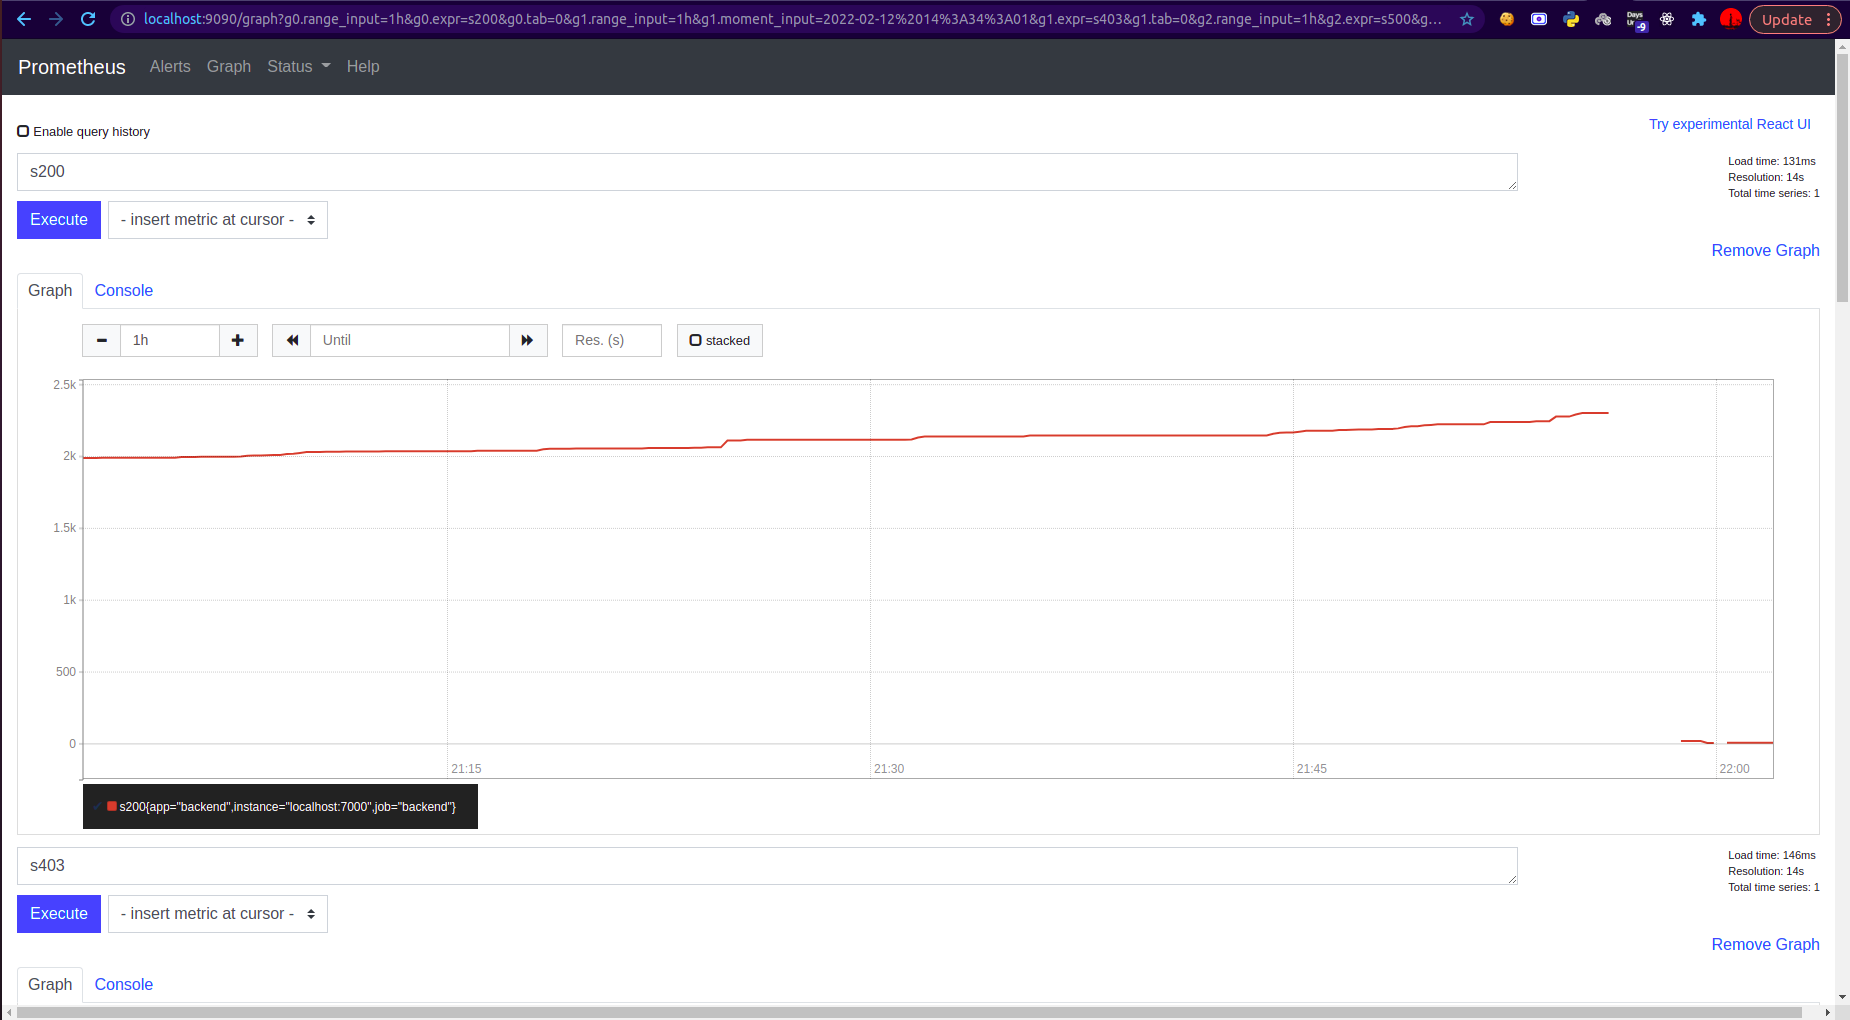 localhost:9090/graph?g0.range_input=1h&g0.expr=s200&g0.tab=0&g1.range_input=1h&g1.moment_input=2022-02-12%2014%3A34%3A01&g1.expr=s403&g1.tab=0&g2.range_input=1h&g2.expr=s500&g...
Days
-9
Update
Prometheus Alerts Graph Status Help
Enable query history
Try experimental React UI
s200
Load time: 131ms
Resolution: 14s
Total time series: 1
Execute - insert metric at cursor -
Remove Graph
Graph Console
1h Until Res. (s) stacked
2.5k
2k
1.5k
1k
500
0
21:15 21:30 21:45 22:00
s200{app="backend",instance="localhost:7000",job="backend"}
s403
Load time: 146ms
Resolution: 14s
Total time series: 1
Execute - insert metric at cursor -
Remove Graph
Graph Console